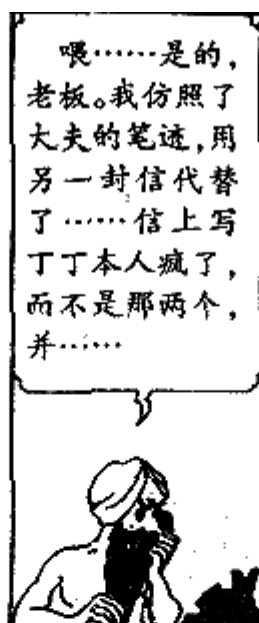 喂……是的，
老板。我仿照了
大夫的笔迹，用
另一封信代替
了……信上写
丁丁本人疯了，
而不是那两个，
并……